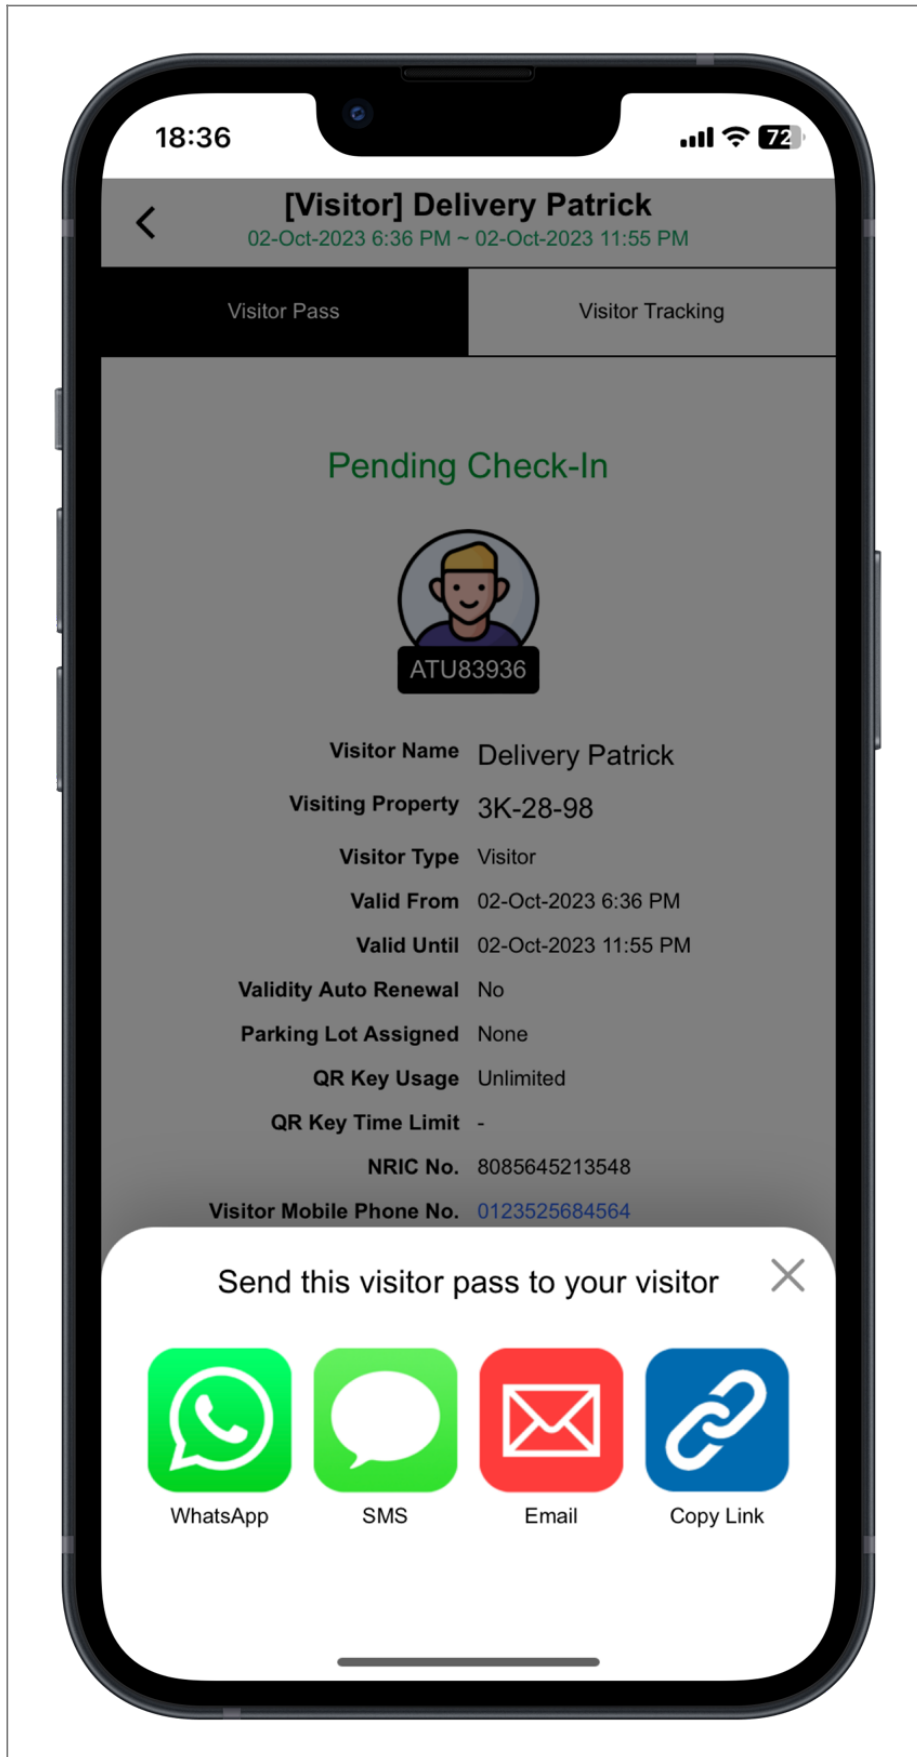 18:36
72
[Visitor] Delivery Patrick
02-Oct-2023 6:36 PM ~ 02-Oct-2023 11:55 PM
Visitor Pass
Visitor Tracking
Pending Check-In
ATU83936
Visitor Name Delivery Patrick
Visiting Property 3K-28-98
Visitor Type Visitor
Valid From 02-Oct-2023 6:36 PM
Valid Until 02-Oct-2023 11:55 PM
Validity Auto Renewal No
Parking Lot Assigned None
QR Key Usage Unlimited
QR Key Time Limit -
NRIC No. 8085645213548
Visitor Mobile Phone No. 0123525684564
Send this visitor pass to your visitor
WhatsApp
SMS
Email
Copy Link